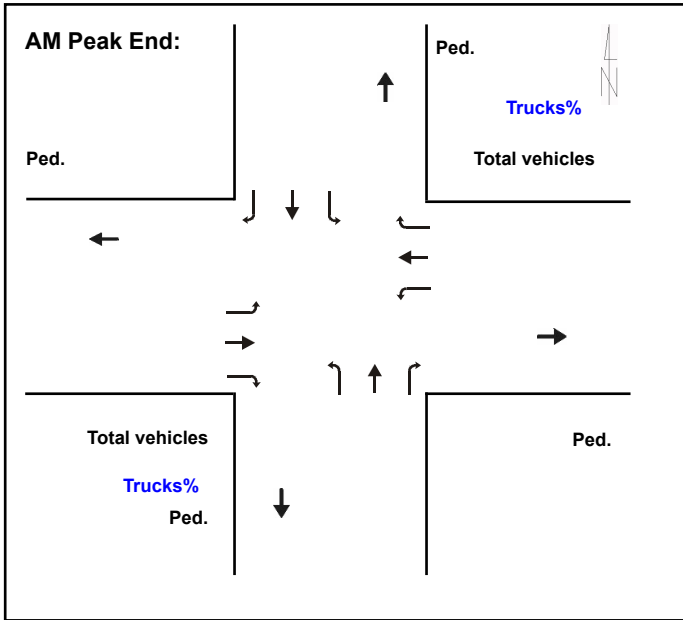 AM Peak End:
Ped.
Trucks%
Total vehicles
Ped.
N
Total vehicles
Trucks%
Ped.
Ped.